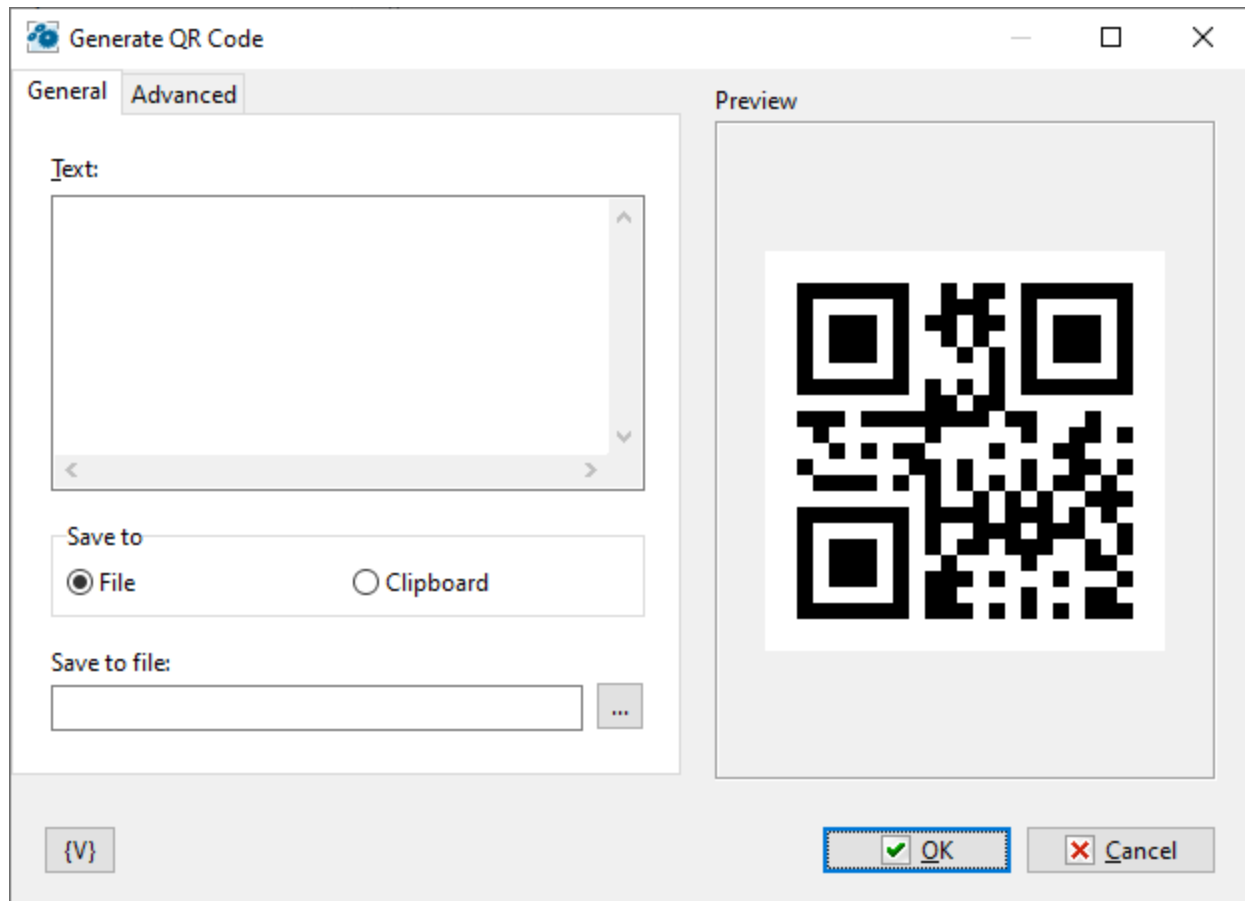 Generate QR Code
General
Advanced
Preview
Text:
Save to
File
Clipboard
Save to file:
...
{V}
OK
Cancel